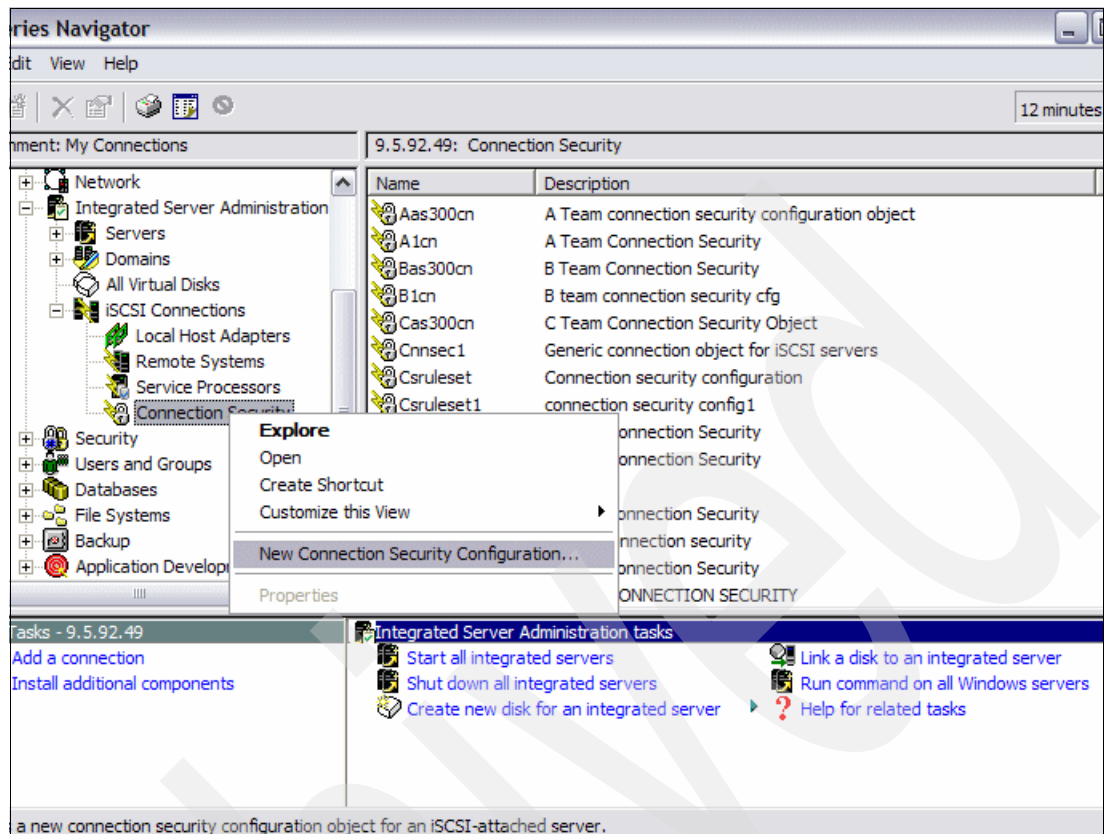 ries Navigator
dit View Help
12 minutes
nment: My Connections
9.5.92.49: Connection Security
Network
Integrated Server Administration
Servers
Domains
All Virtual Disks
iSCSI Connections
Local Host Adapters
Remote Systems
Service Processors
Connection Security
Security
Users and Groups
Databases
File Systems
Backup
Application Develop
Name Description
Aas300cn A Team connection security configuration object
A1cn A Team Connection Security
Bas300cn B Team Connection Security
B1cn B team connection security cfg
Cas300cn C Team Connection Security Object
Cnnsec1 Generic connection object for iSCSI servers
Csruleset Connection security configuration
Csruleset1 connection security config1
onnection Security
onnection Security
onnection Security
nnection security
onnection Security
ONNECTION SECURITY
Explore
Open
Create Shortcut
Customize this View
New Connection Security Configuration...
Properties
Tasks - 9.5.92.49
Add a connection
Install additional components
Integrated Server Administration tasks
Start all integrated servers
Shut down all integrated servers
Create new disk for an integrated server
Link a disk to an integrated server
Run command on all Windows servers
Help for related tasks
a new connection security configuration object for an iSCSI-attached server.